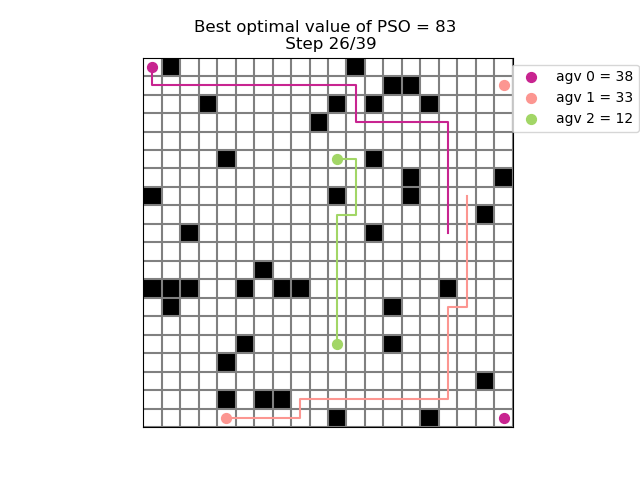 Best optimal value of PSO = 83
Step 26/39
agv 0 = 38
agv 1 = 33
agv 2 = 12